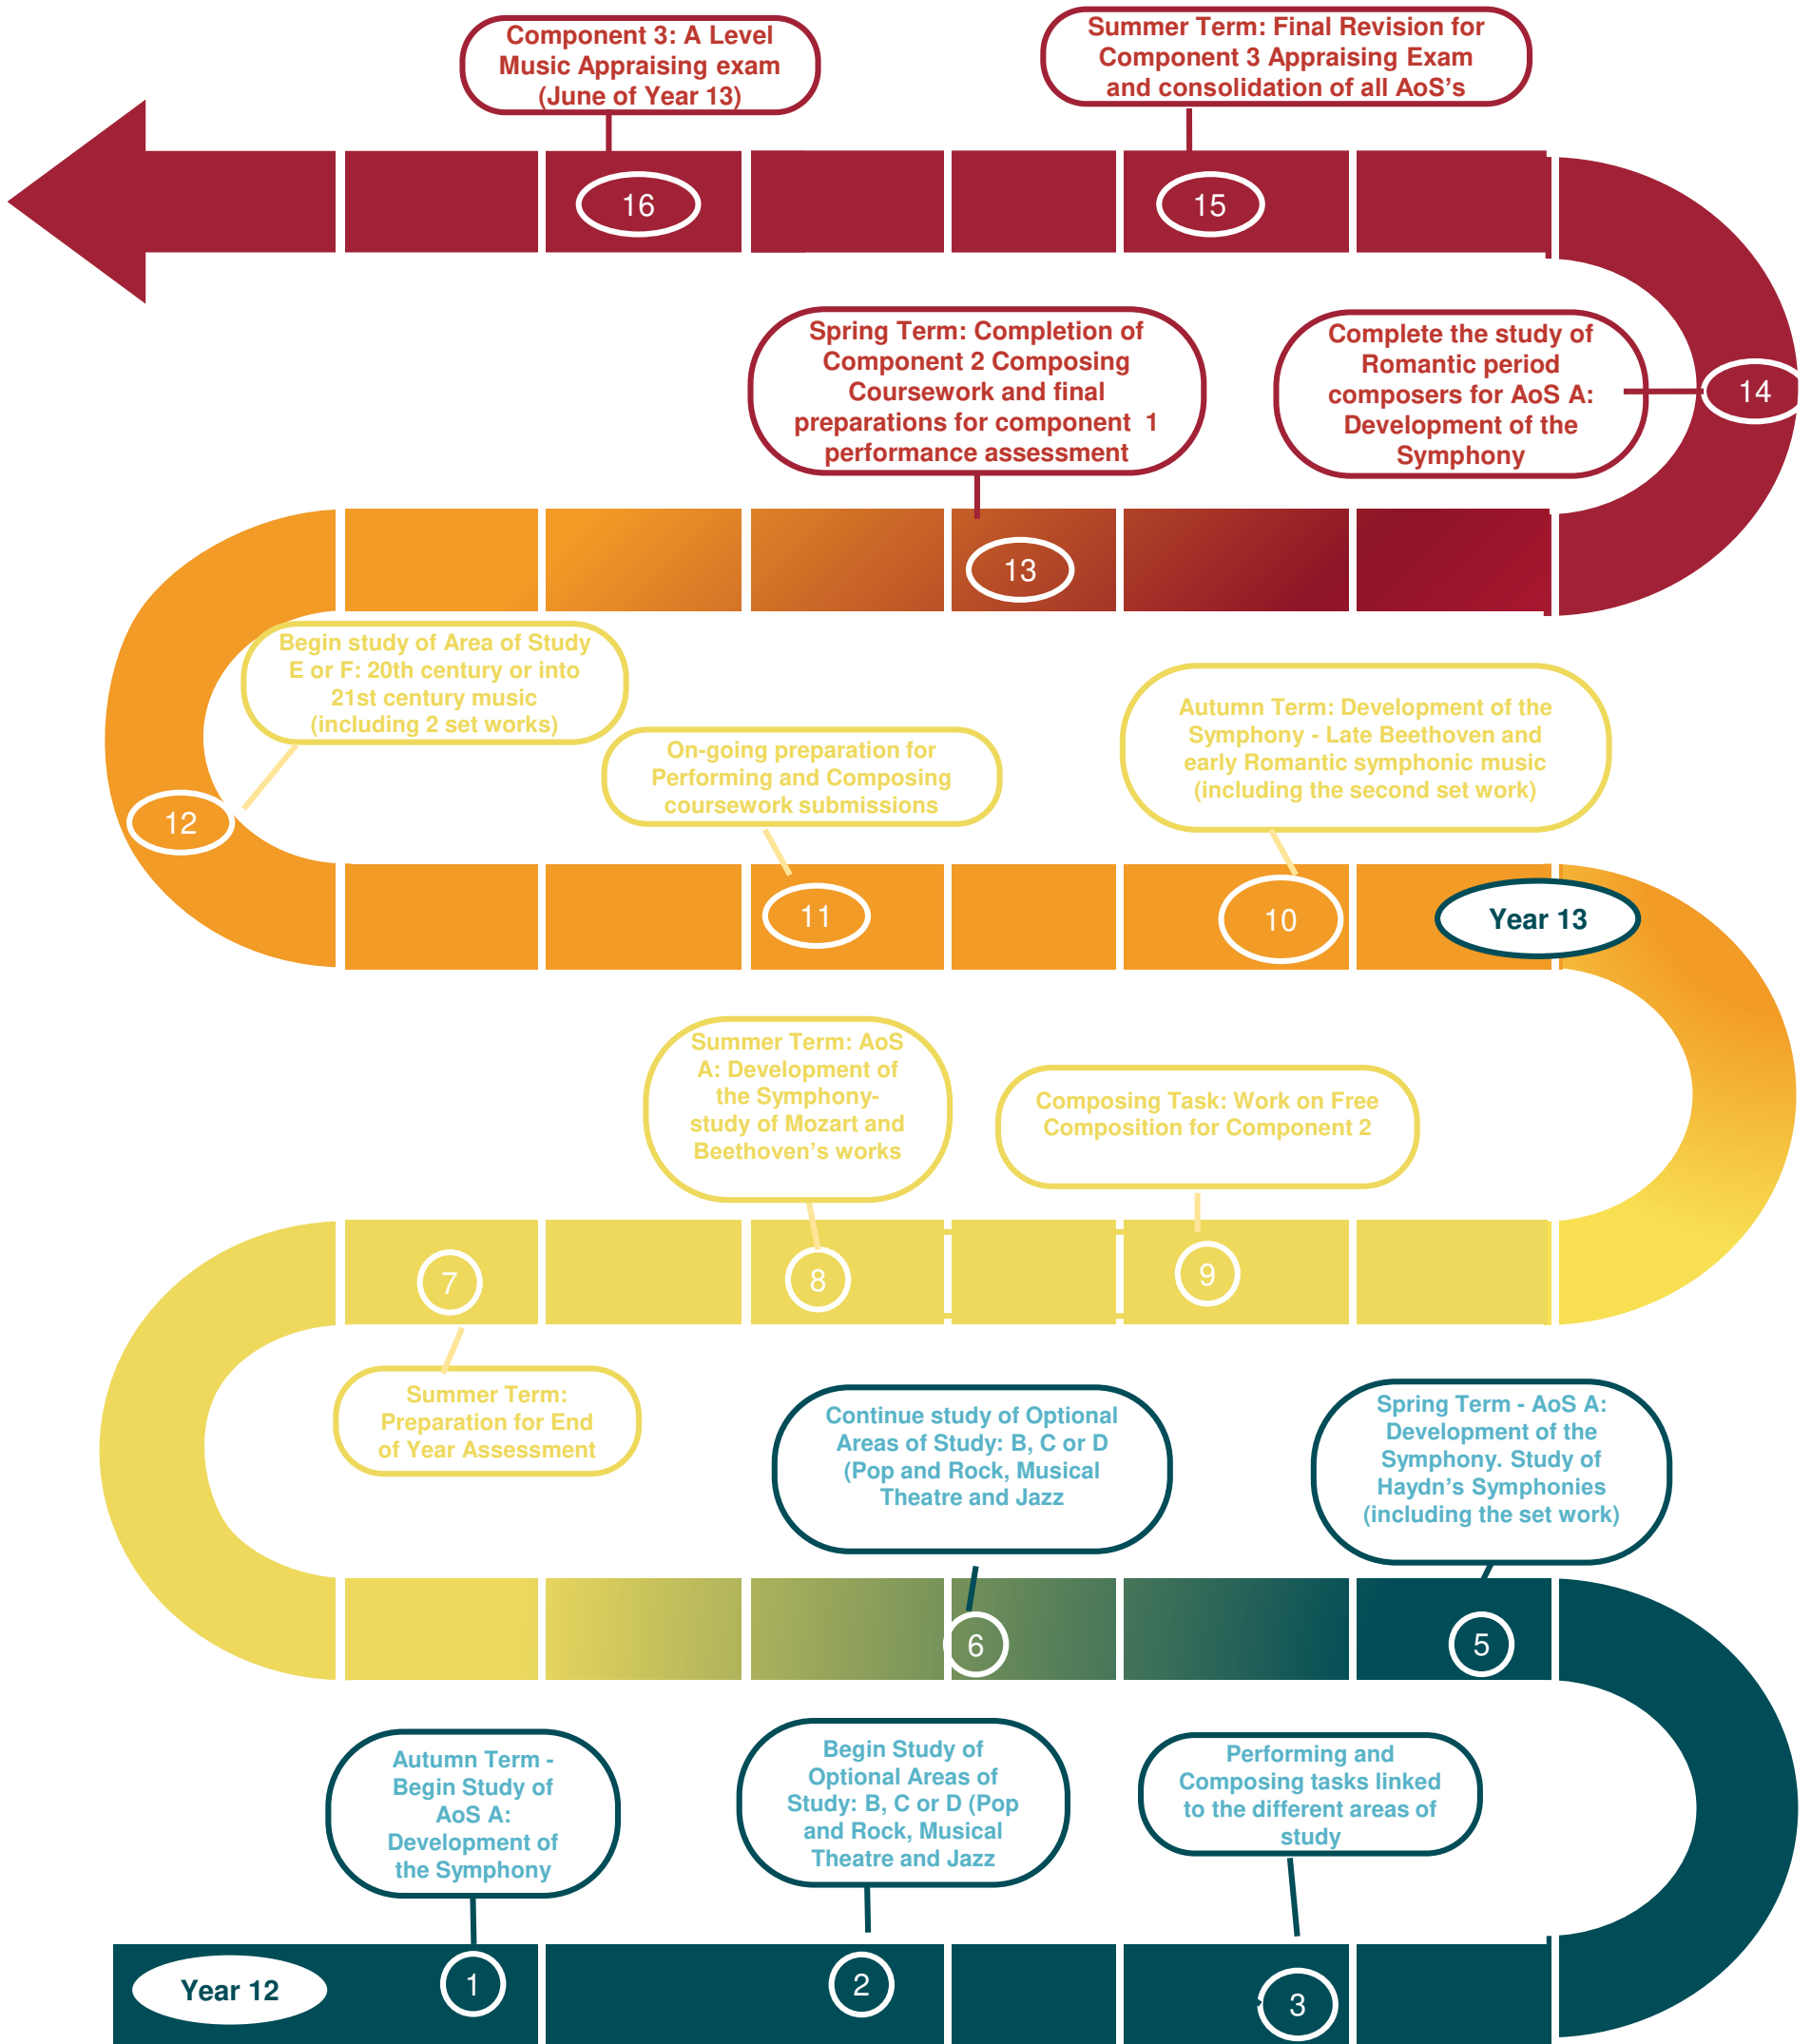 Component 3: A Level
Music Appraising exam
(June of Year 13)
Summer Term: Final Revision for
Component 3 Appraising Exam
and consolidation of all AoS's
16
15
Spring Term: Completion of
Component 2 Composing
Coursework and final
preparations for component 1
performance assessment
Complete the study of
Romantic period
composers for AoS A:
Development of the
Symphony
14
13
Begin study of Area of Study
E or F: 20th century or into
21st century music
(including 2 set works)
On-going preparation for
Performing and Composing
coursework submissions
Autumn Term: Development of the
Symphony - Late Beethoven and
early Romantic symphonic music
(including the second set work)
12
11
10
Year 13
Summer Term: AoS
A: Development of
the Symphony-
study of Mozart and
Beethoven's works
Composing Task: Work on Free
Composition for Component 2
7
8
9
Summer Term:
Preparation for End
of Year Assessment
Continue study of Optional
Areas of Study: B, C or D
(Pop and Rock, Musical
Theatre and Jazz
Spring Term - AoS A:
Development of the
Symphony. Study of
Haydn's Symphonies
(including the set work)
6
5
Autumn Term -
Begin Study of
AoS A:
Development of
the Symphony
Begin Study of
Optional Areas of
Study: B, C or D (Pop
and Rock, Musical
Theatre and Jazz
Performing and
Composing tasks linked
to the different areas of
study
Year 12
1
2
3